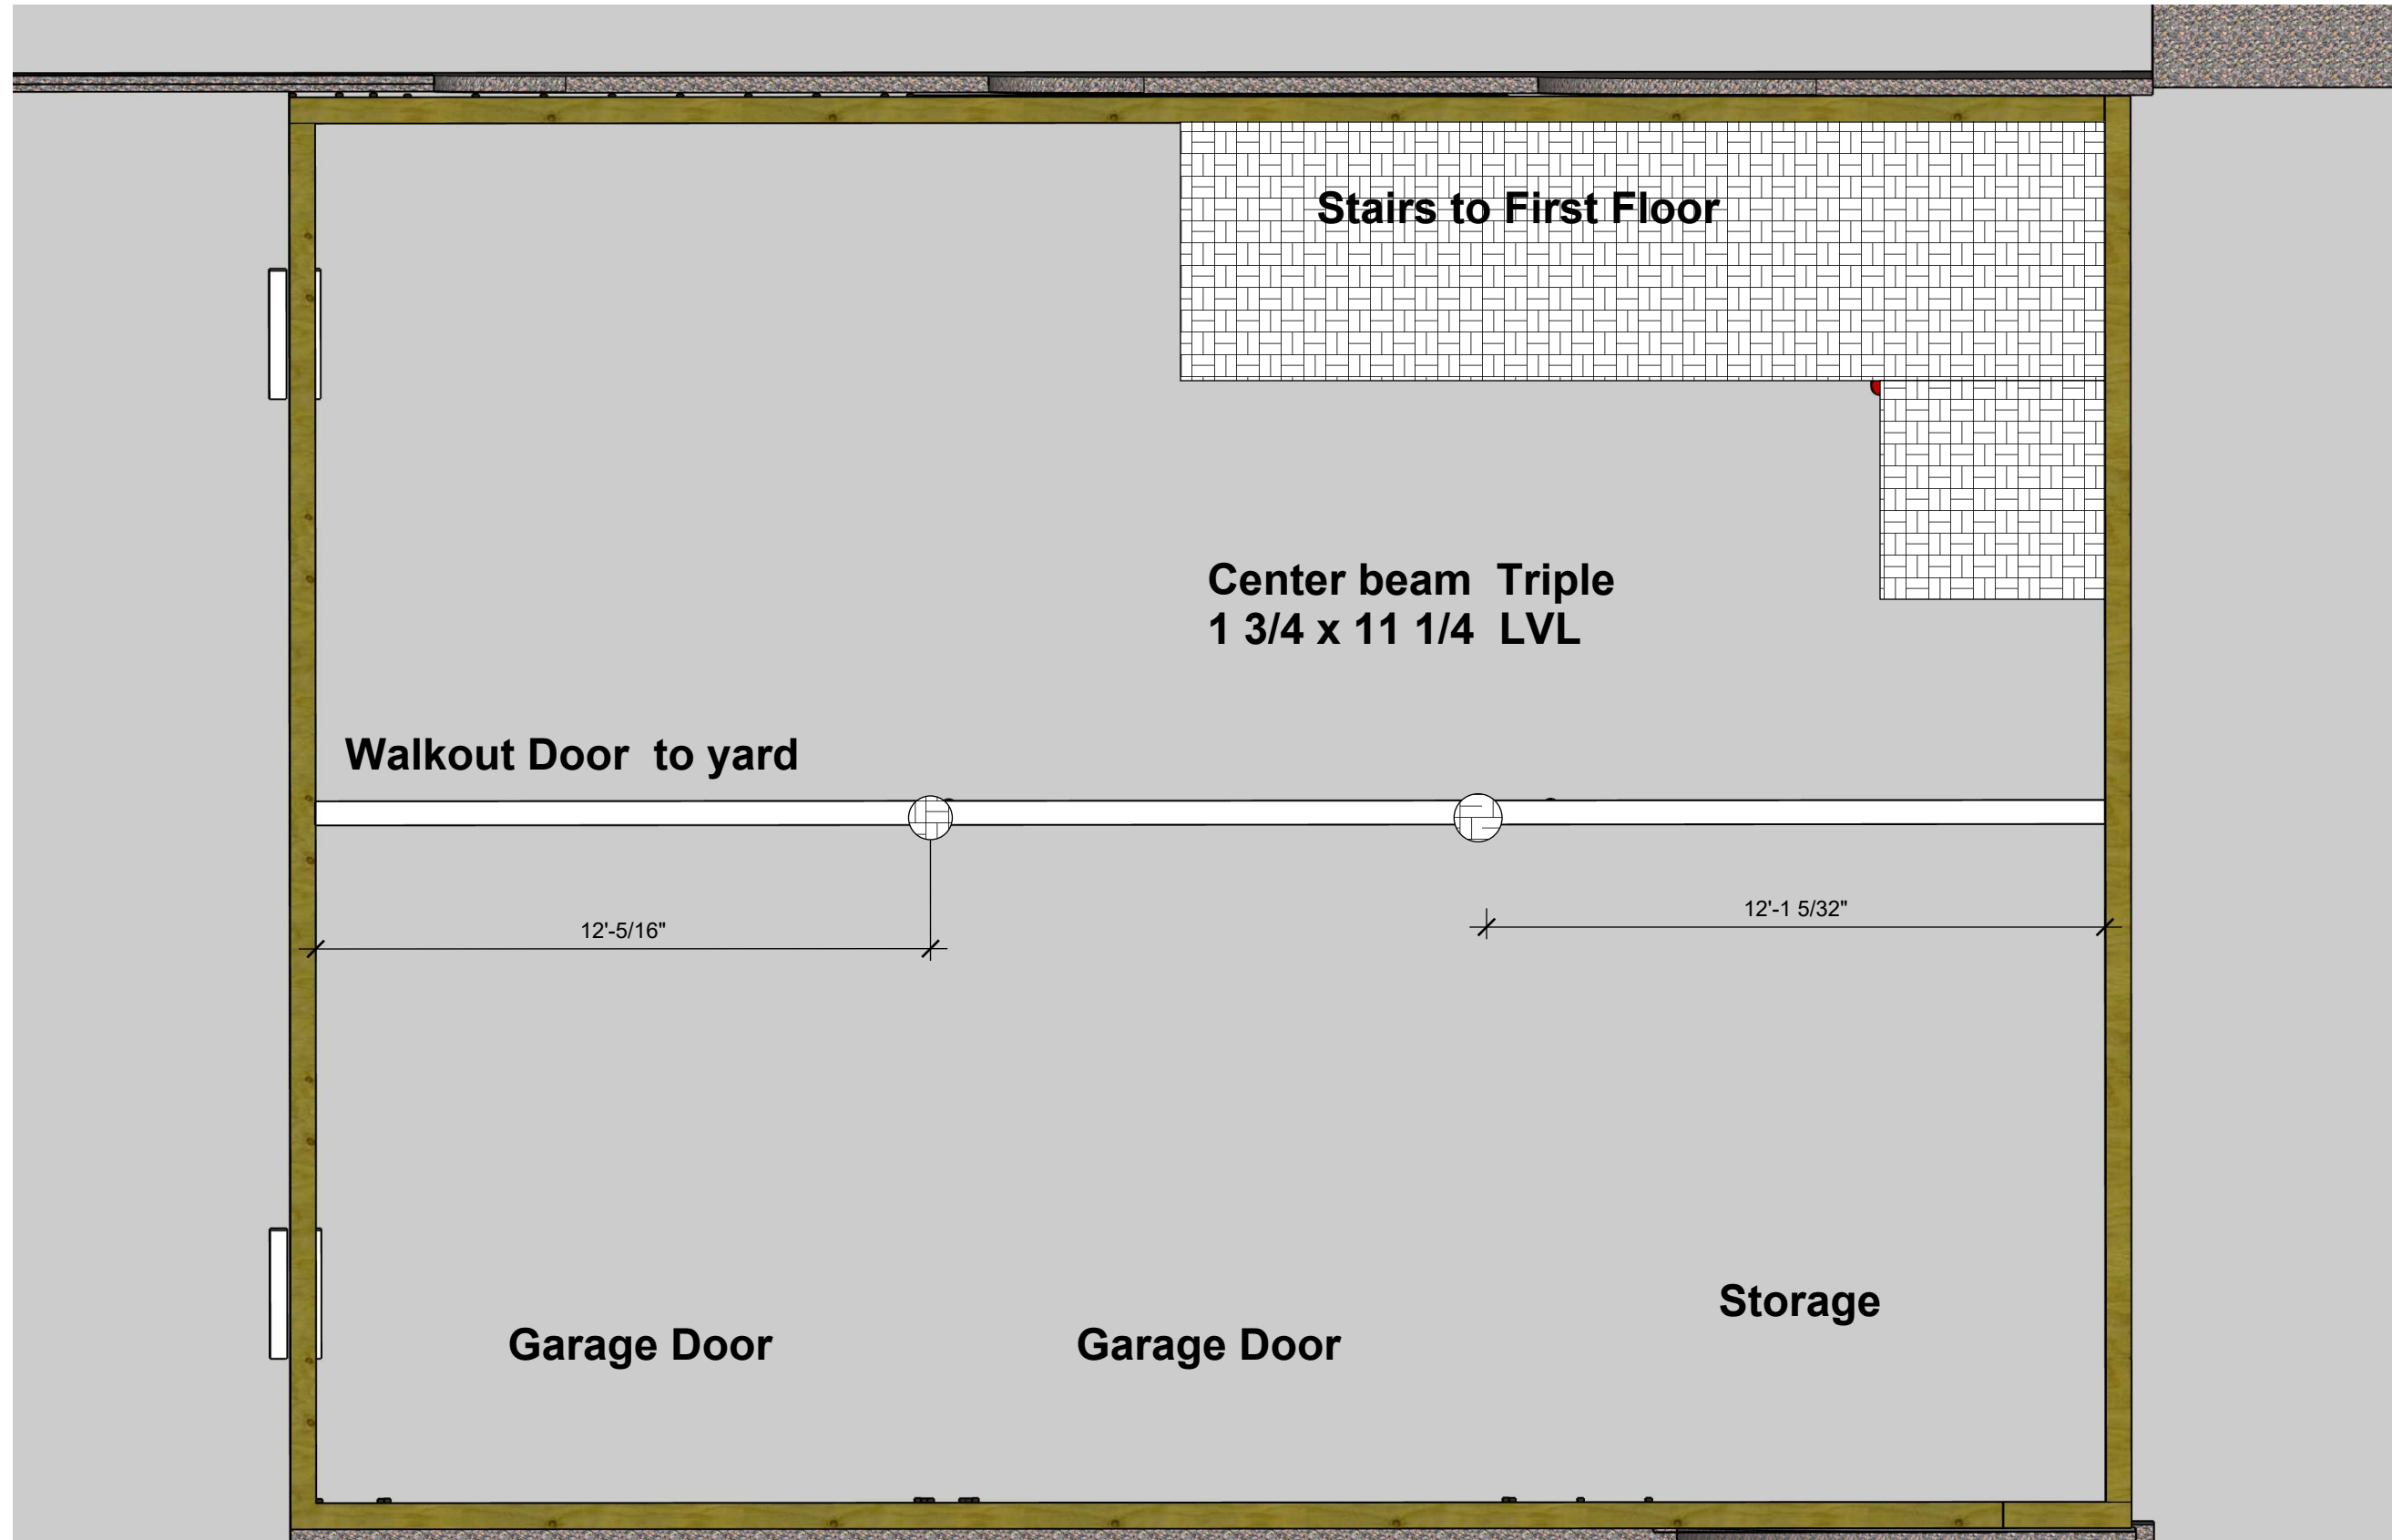 Stairs to First Floor
Center beam  Triple
1 3/4 x 11 1/4  LVL
Walkout Door  to yard
12'-5/16"
12'-1 5/32"
Storage
Garage Door
Garage Door